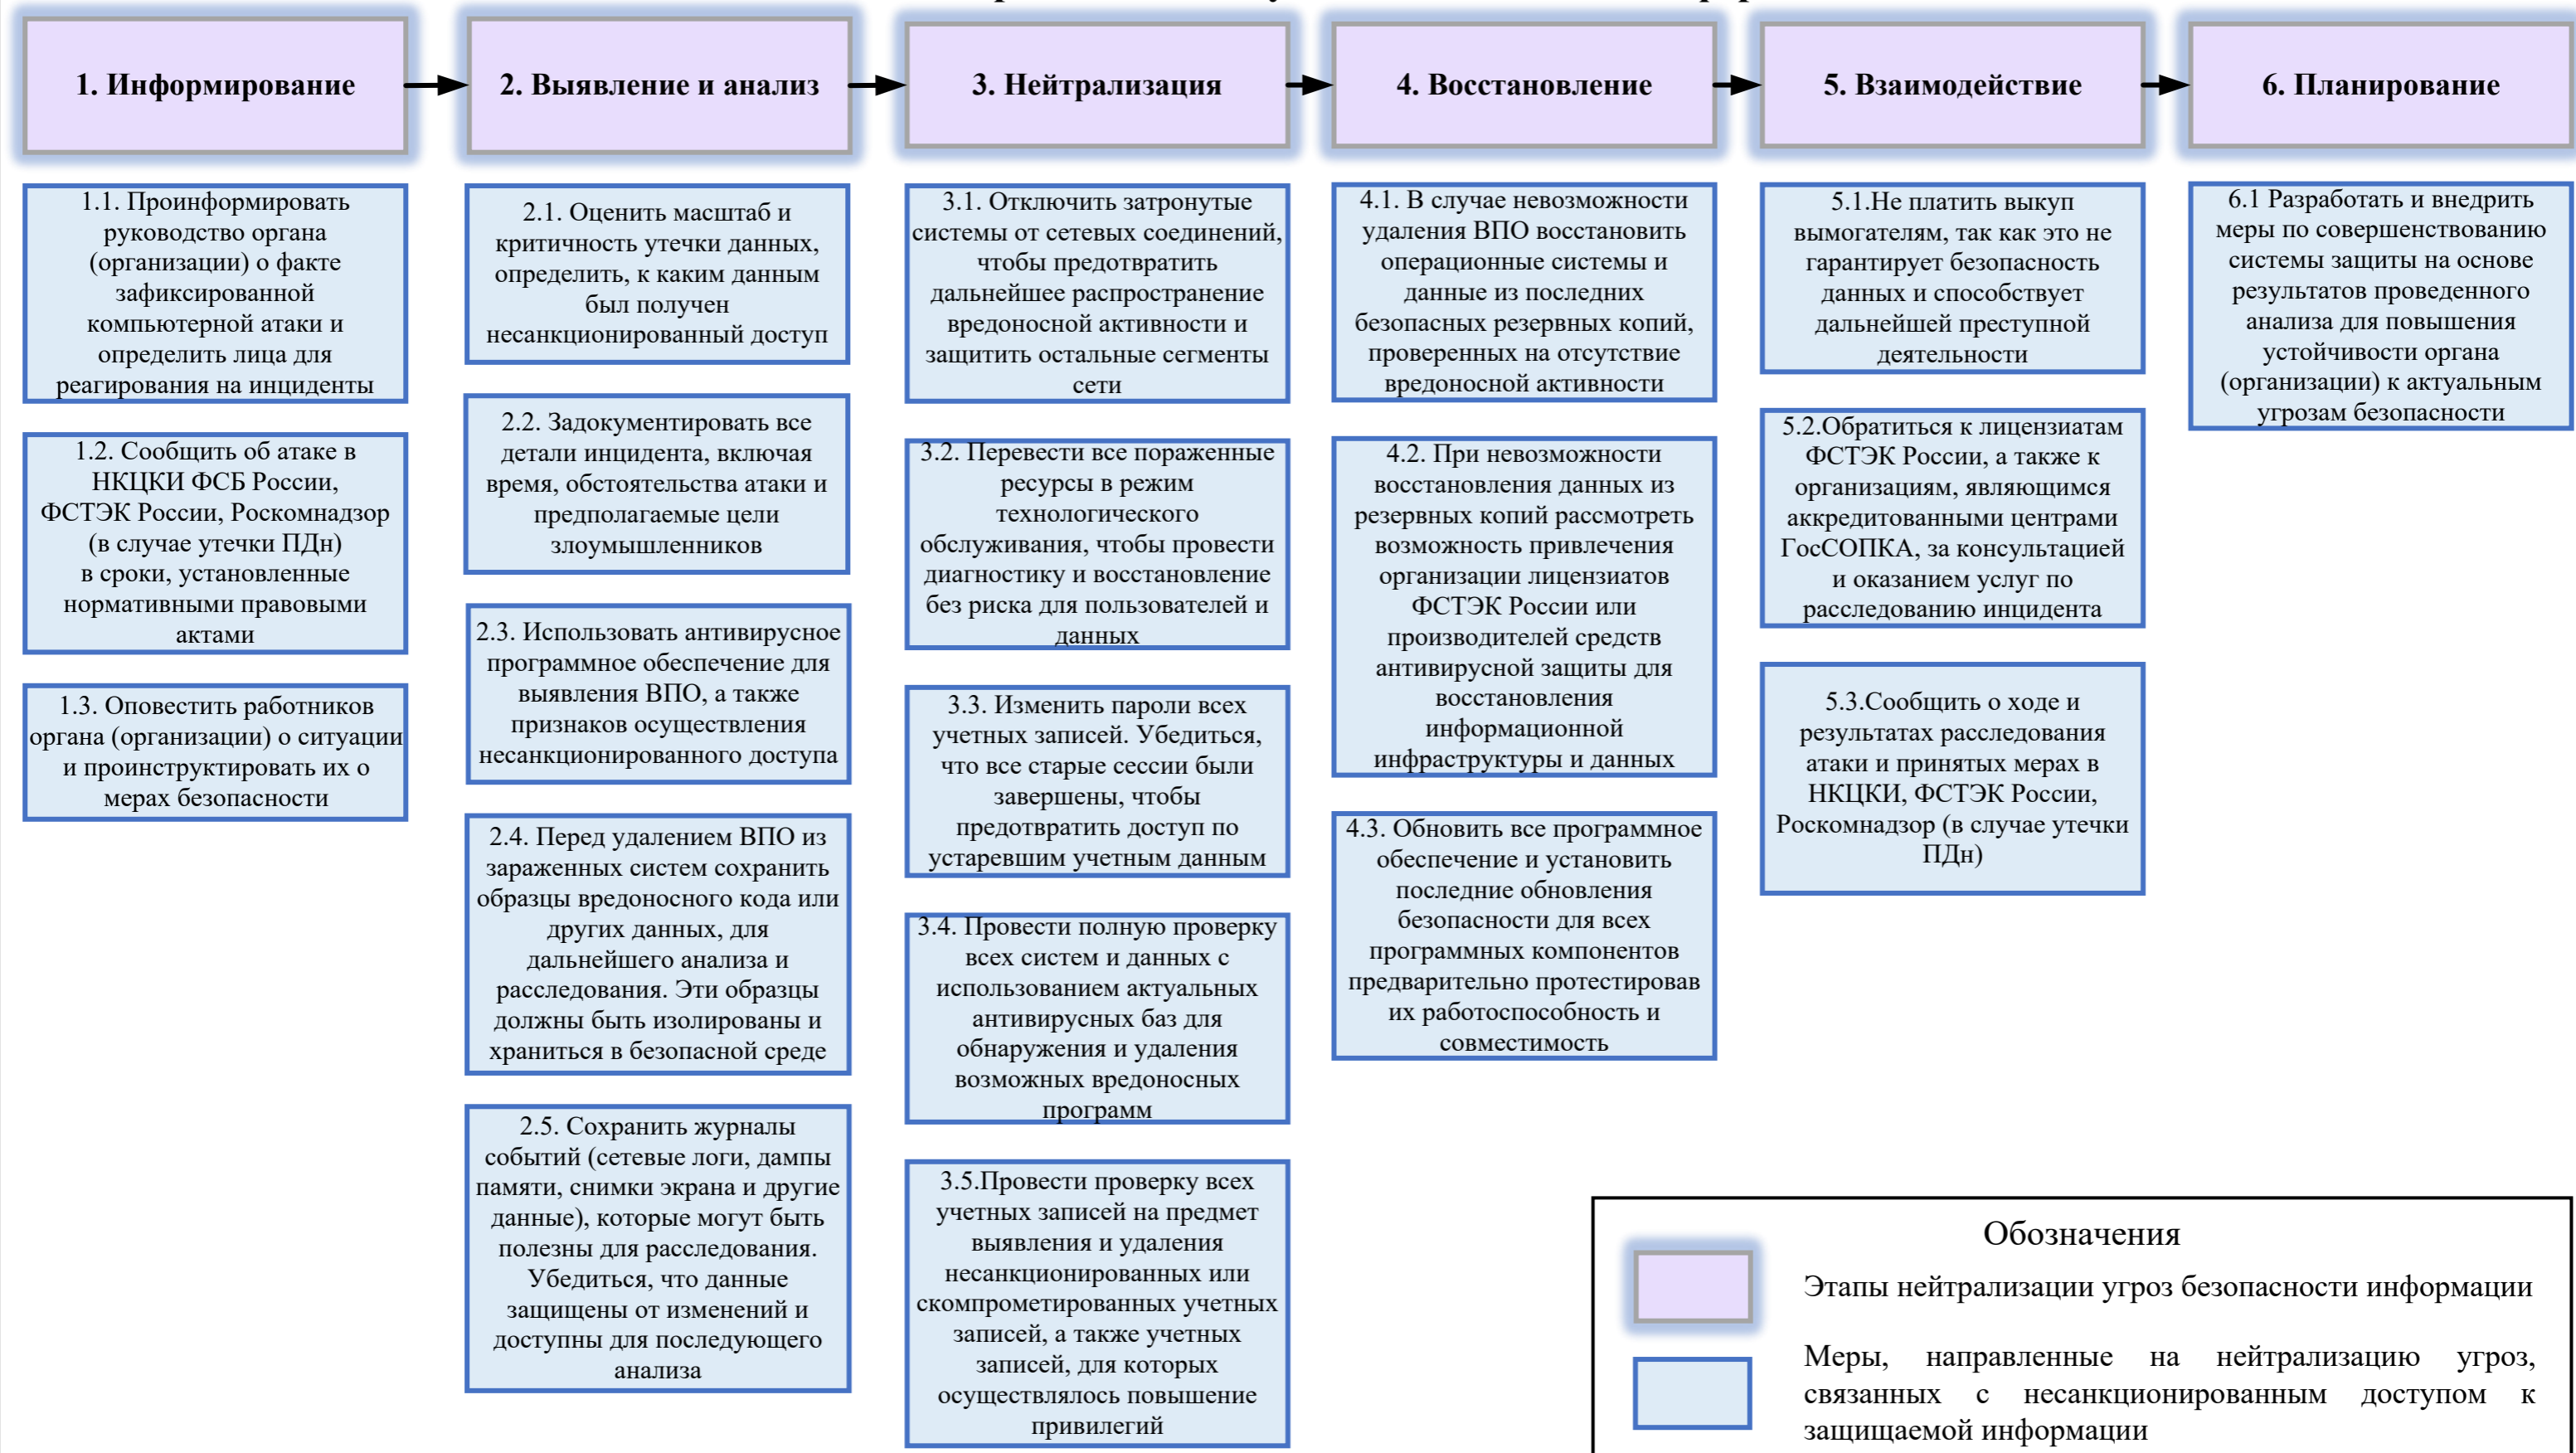 1. Информирование
2. Выявление и анализ
3. Нейтрализация
4. Восстановление
5. Взаимодействие
6. Планирование
1.1. Проинформировать
руководство органа
(организации) о факте
зафиксированной
компьютерной атаки и
определить лица для
реагирования на инциденты
1.2. Сообщить об атаке в
НКЦКИ ФСБ России,
ФСТЭК России, Роскомнадзор
(в случае утечки ПДн)
в сроки, установленные
нормативными правовыми
актами
1.3. Оповестить работников
органа (организации) о ситуации
и проинструктировать их о
мерах безопасности
2.1. Оценить масштаб и
критичность утечки данных,
определить, к каким данным
был получен
несанкционированный доступ
2.2. Задокументировать все
детали инцидента, включая
время, обстоятельства атаки и
предполагаемые цели
злоумышленников
2.3. Использовать антивирусное
программное обеспечение для
выявления ВПО, а также
признаков осуществления
несанкционированного доступа
2.4. Перед удалением ВПО из
зараженных систем сохранить
образцы вредоносного кода или
других данных, для
дальнейшего анализа и
расследования. Эти образцы
должны быть изолированы и
храниться в безопасной среде
2.5. Сохранить журналы
событий (сетевые логи, дампы
памяти, снимки экрана и другие
данные), которые могут быть
полезны для расследования.
Убедиться, что данные
защищены от изменений и
доступны для последующего
анализа
3.1. Отключить затронутые
системы от сетевых соединений,
чтобы предотвратить
дальнейшее распространение
вредоносной активности и
защитить остальные сегменты
сети
3.2. Перевести все пораженные
ресурсы в режим
технологического
обслуживания, чтобы провести
диагностику и восстановление
без риска для пользователей и
данных
3.3. Изменить пароли всех
учетных записей. Убедиться,
что все старые сессии были
завершены, чтобы
предотвратить доступ по
устаревшим учетным данным
3.4. Провести полную проверку
всех систем и данных с
использованием актуальных
антивирусных баз для
обнаружения и удаления
возможных вредоносных
программ
3.5.Провести проверку всех
учетных записей на предмет
выявления и удаления
несанкционированных или
скомпрометированных учетных
записей, а также учетных
записей, для которых
осуществлялось повышение
привилегий
4.1. В случае невозможности
удаления ВПО восстановить
операционные системы и
данные из последних
безопасных резервных копий,
проверенных на отсутствие
вредоносной активности
4.2. При невозможности
восстановления данных из
резервных копий рассмотреть
возможность привлечения
организации лицензиатов
ФСТЭК России или
производителей средств
антивирусной защиты для
восстановления
информационной
инфраструктуры и данных
4.3. Обновить все программное
обеспечение и установить
последние обновления
безопасности для всех
программных компонентов
предварительно протестировав
их работоспособность и
совместимость
5.1.Не платить выкуп
вымогателям, так как это не
гарантирует безопасность
данных и способствует
дальнейшей преступной
деятельности
5.2.Обратиться к лицензиатам
ФСТЭК России, а также к
организациям, являющимся
аккредитованными центрами
ГосСОПКА, за консультацией
и оказанием услуг по
расследованию инцидента
5.3.Сообщить о ходе и
результатах расследования
атаки и принятых мерах в
НКЦКИ, ФСТЭК России,
Роскомнадзор (в случае утечки
ПДн)
6.1 Разработать и внедрить
меры по совершенствованию
системы защиты на основе
результатов проведенного
анализа для повышения
устойчивости органа
(организации) к актуальным
угрозам безопасности
Обозначения
Этапы нейтрализации угроз безопасности информации
Меры, направленные на нейтрализацию угроз,
связанных с несанкционированным доступом к
защищаемой информации